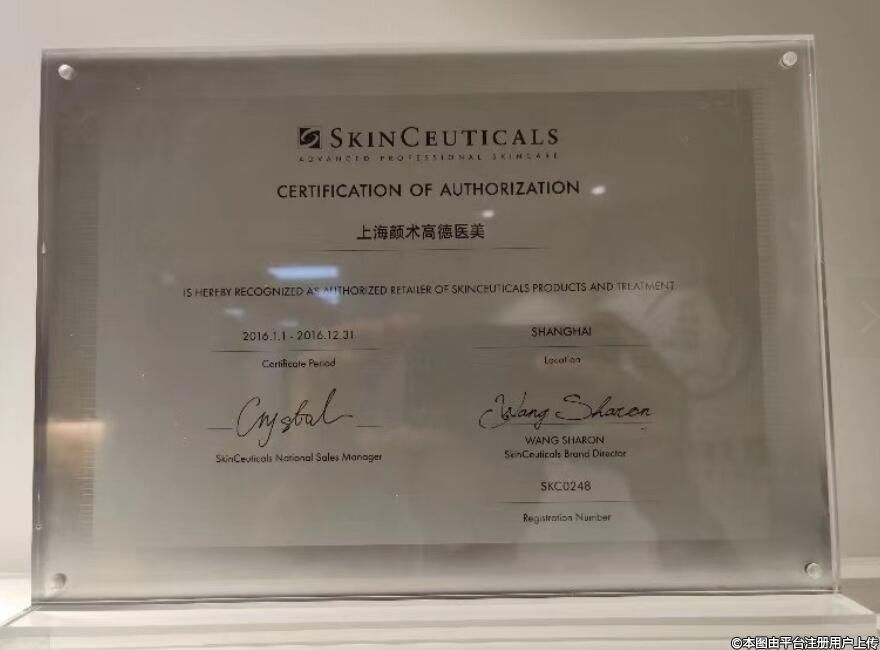 SKINCEUTICALS
ADVANCED PROFESSIONAL SKINCARE
CERTIFICATION OF AUTHORIZATION
上海颜术高德医美
IS HEREBY RECOGNIZED AS AUTHORIZED RETAILER OF SKINCEUTICALS PRODUCTS AND TREATMENT
2016.1.1 - 2016.12.31
SHANGHAI
Certificate Period
Location
Crystal
Wang Sharon
WANG SHARON
SkinCeuticals National Sales Manager
SkinCeuticals Brand Director
SKC0248
Registration Number
©本图由平台注册用户上传